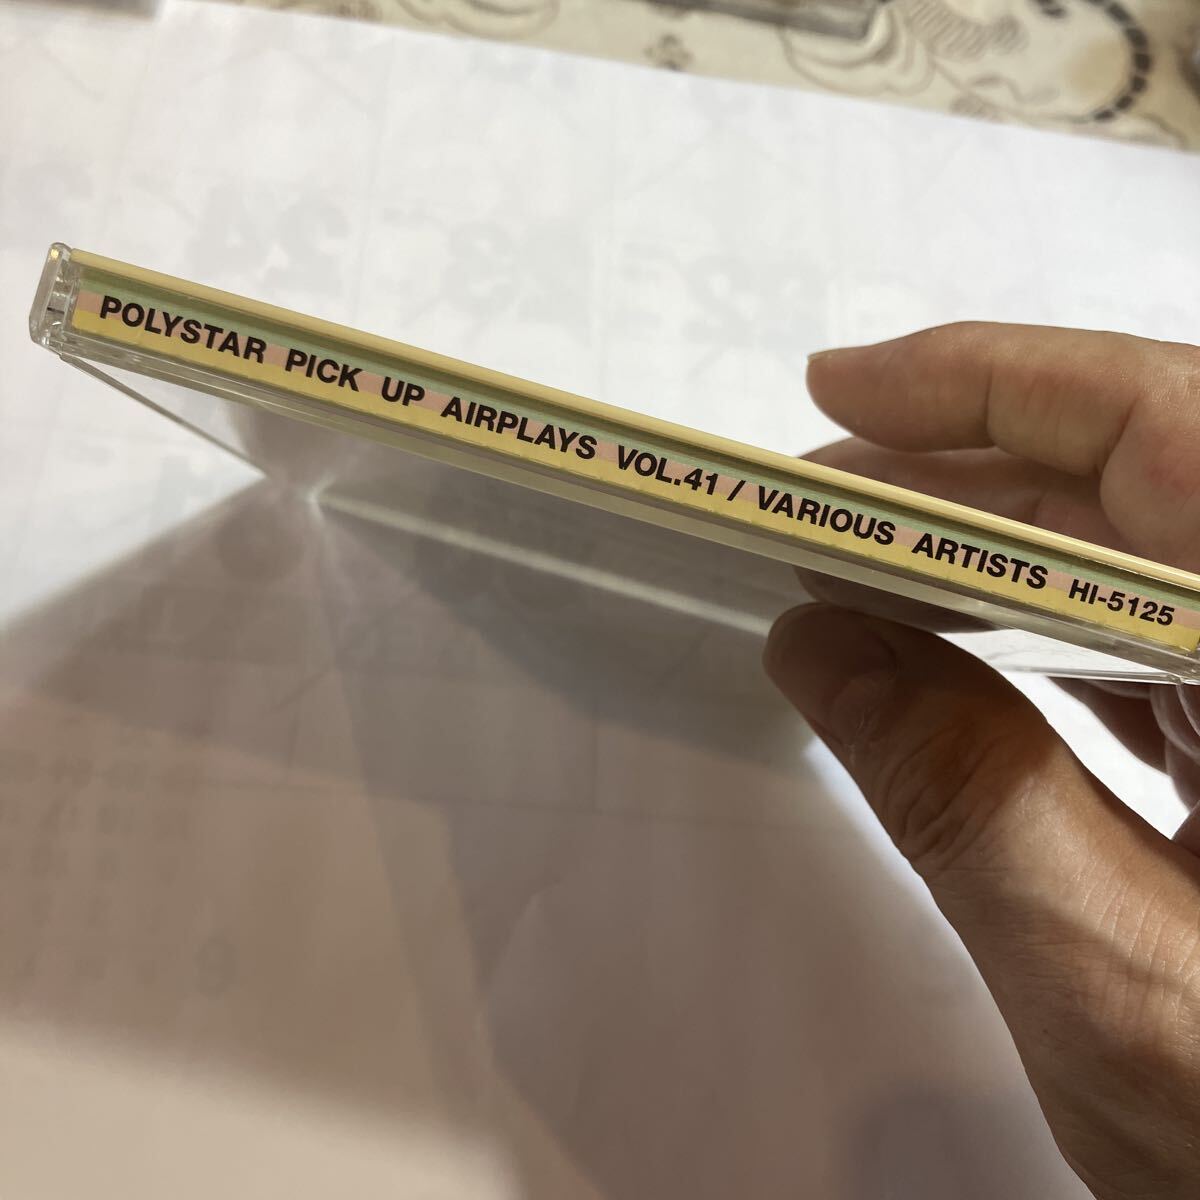 POLYSTAR PICK UP AIRPLAYS VOL.41 / VARIOUS ARTISTS HI-5125